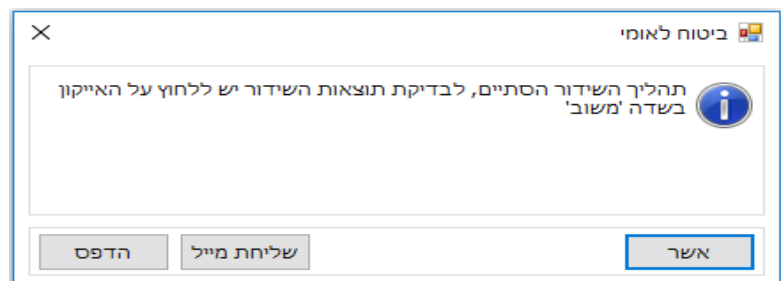 ביטוח לאומי
תהליך השידור הסתיים, לבדיקת תוצאות השידור יש ללחוץ על האייקון
בשדה 'משוב'
אשר
שליחת מייל
הדפס